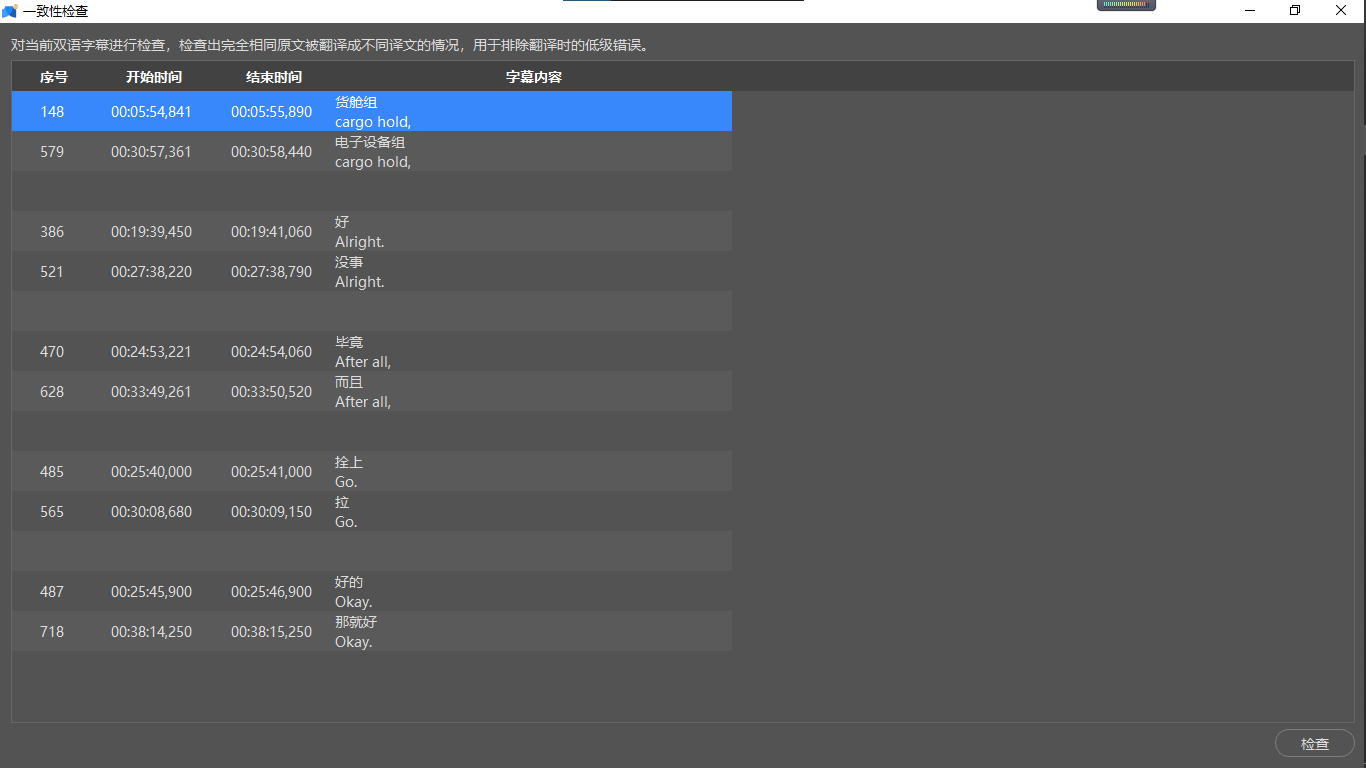 一致性检查
对当前双语字幕进行检查，检查出完全相同原文被翻译成不同译文的情况，用于排除翻译时的低级错误。
序号 开始时间 结束时间 字幕内容
148 00:05:54,841 00:05:55,890 货舱组
cargo hold,
579 00:30:57,361 00:30:58,440 电子设备组
cargo hold,
386 00:19:39,450 00:19:41,060 好
Alright.
521 00:27:38,220 00:27:38,790 没事
Alright.
470 00:24:53,221 00:24:54,060 毕竟
After all,
628 00:33:49,261 00:33:50,520 而且
After all,
485 00:25:40,000 00:25:41,000 拴上
Go.
565 00:30:08,680 00:30:09,150 拉
Go.
487 00:25:45,900 00:25:46,900 好的
Okay.
718 00:38:14,250 00:38:15,250 那就好
Okay.
检查